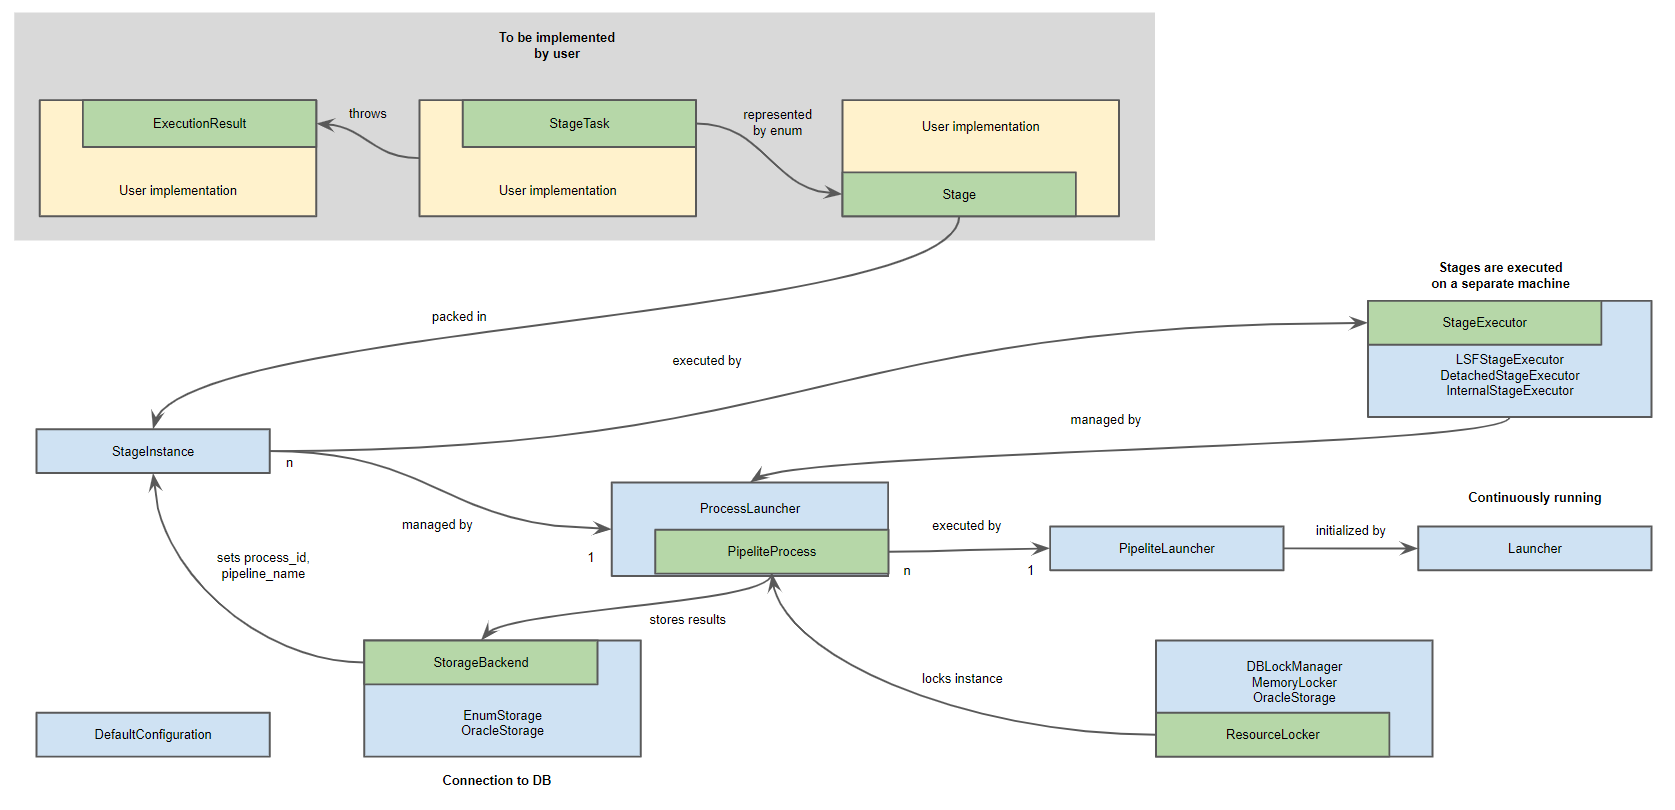 To be implemented
by user
ExecutionResult
throws
StageTask
represented
by enum
User implementation
User implementation
User implementation
Stage
Stages are executed
on a separate machine
packed in
executed by
StageExecutor
LSFStageExecutor
DetachedStageExecutor
InternalStageExecutor
managed by
StageInstance
n
managed by
ProcessLauncher
PipeliteProcess
1
executed by
n
1
PipeliteLauncher
initialized by
Continuously running
Launcher
sets process_id,
pipeline_name
stores results
StorageBackend
EnumStorage
OracleStorage
Connection to DB
locks instance
DBLockManager
MemoryLocker
OracleStorage
ResourceLocker
DefaultConfiguration